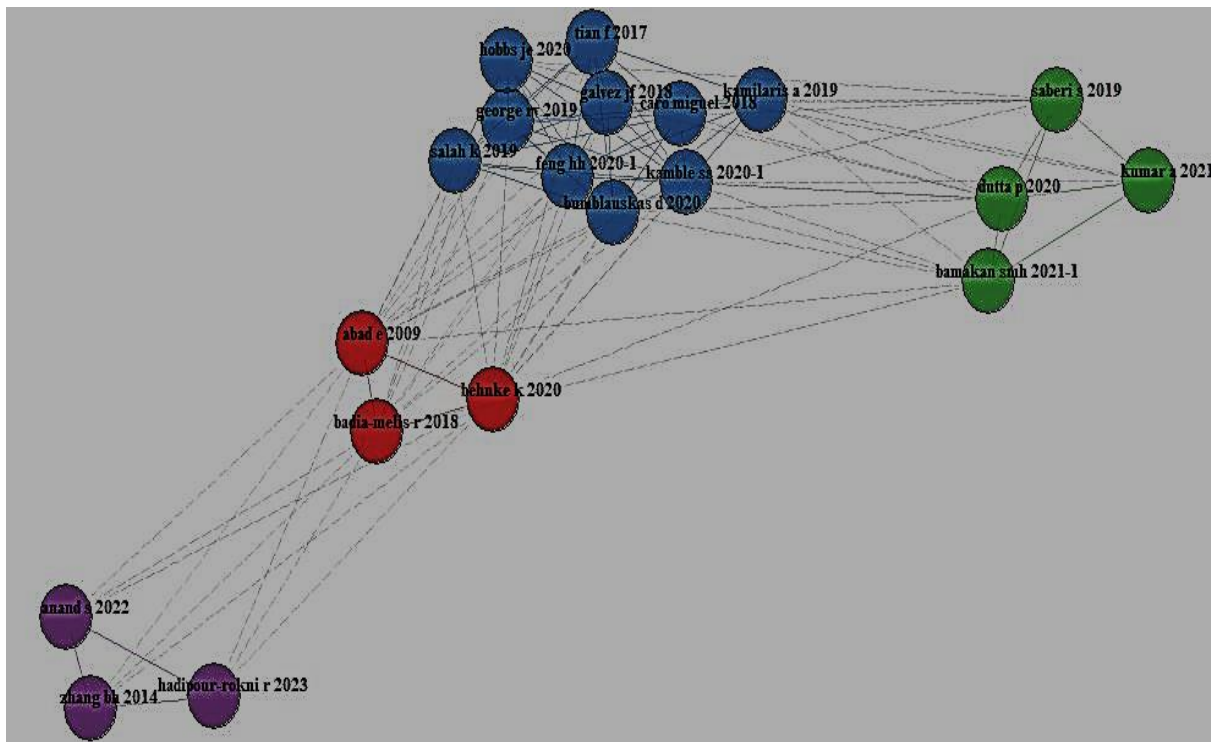 tian f 2017
hobbs je 2020
galvez jf 2018
kamilaris a 2019
saberi s 2019
caro miguel 2018
george rv 2019
salah k 2019
feng hh 2020-1
kamble ss 2020-1
kumar a 2021
dutta p 2020
bumblauskas d 2020
bamakan smh 2021-1
abad e 2009
behnke k 2020
badia-melis r 2018
anand s 2022
hadipour-rokni r 2023
zhang bh 2014